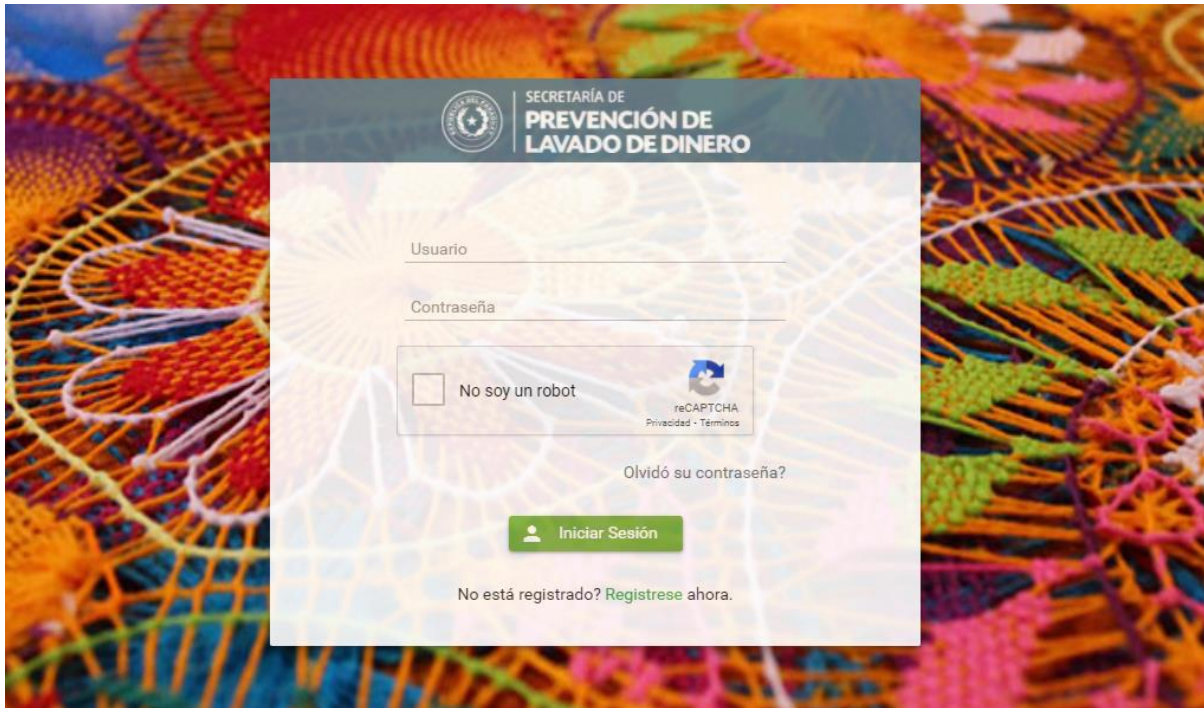 SECRETARÍA DE
PREVENCIÓN DE
LAVADO DE DINERO
Usuario
Contraseña
No soy un robot
reCAPTCHA
Privacidad - Términos
Olvidó su contraseña?
Iniciar Sesión
No está registrado? Registrese ahora.